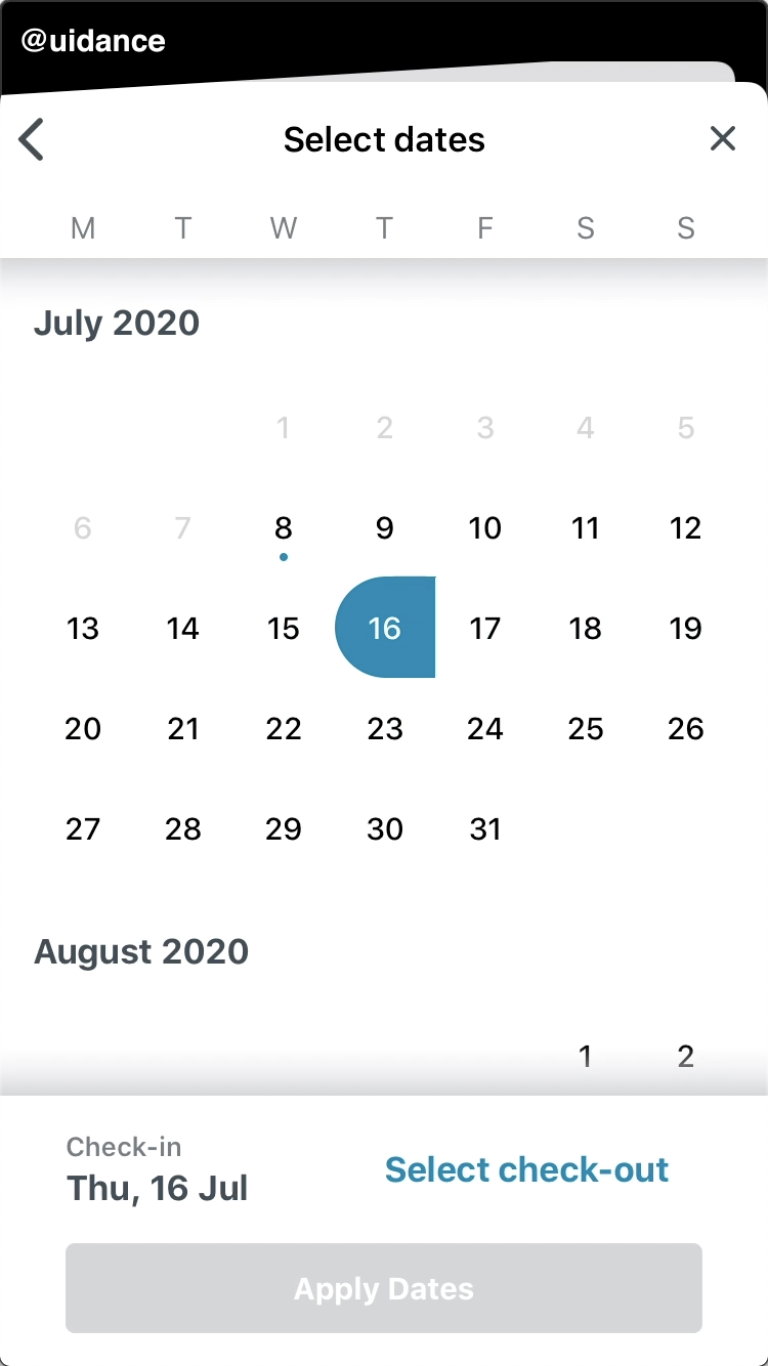 @uidance
Select dates
M T W T F S S
July 2020
1 2 3 4 5
6 7 8 9 10 11 12
13 14 15 16 17 18 19
20 21 22 23 24 25 26
27 28 29 30 31
August 2020
1 2
Check-in
Thu, 16 Jul
Select check-out
Apply Dates